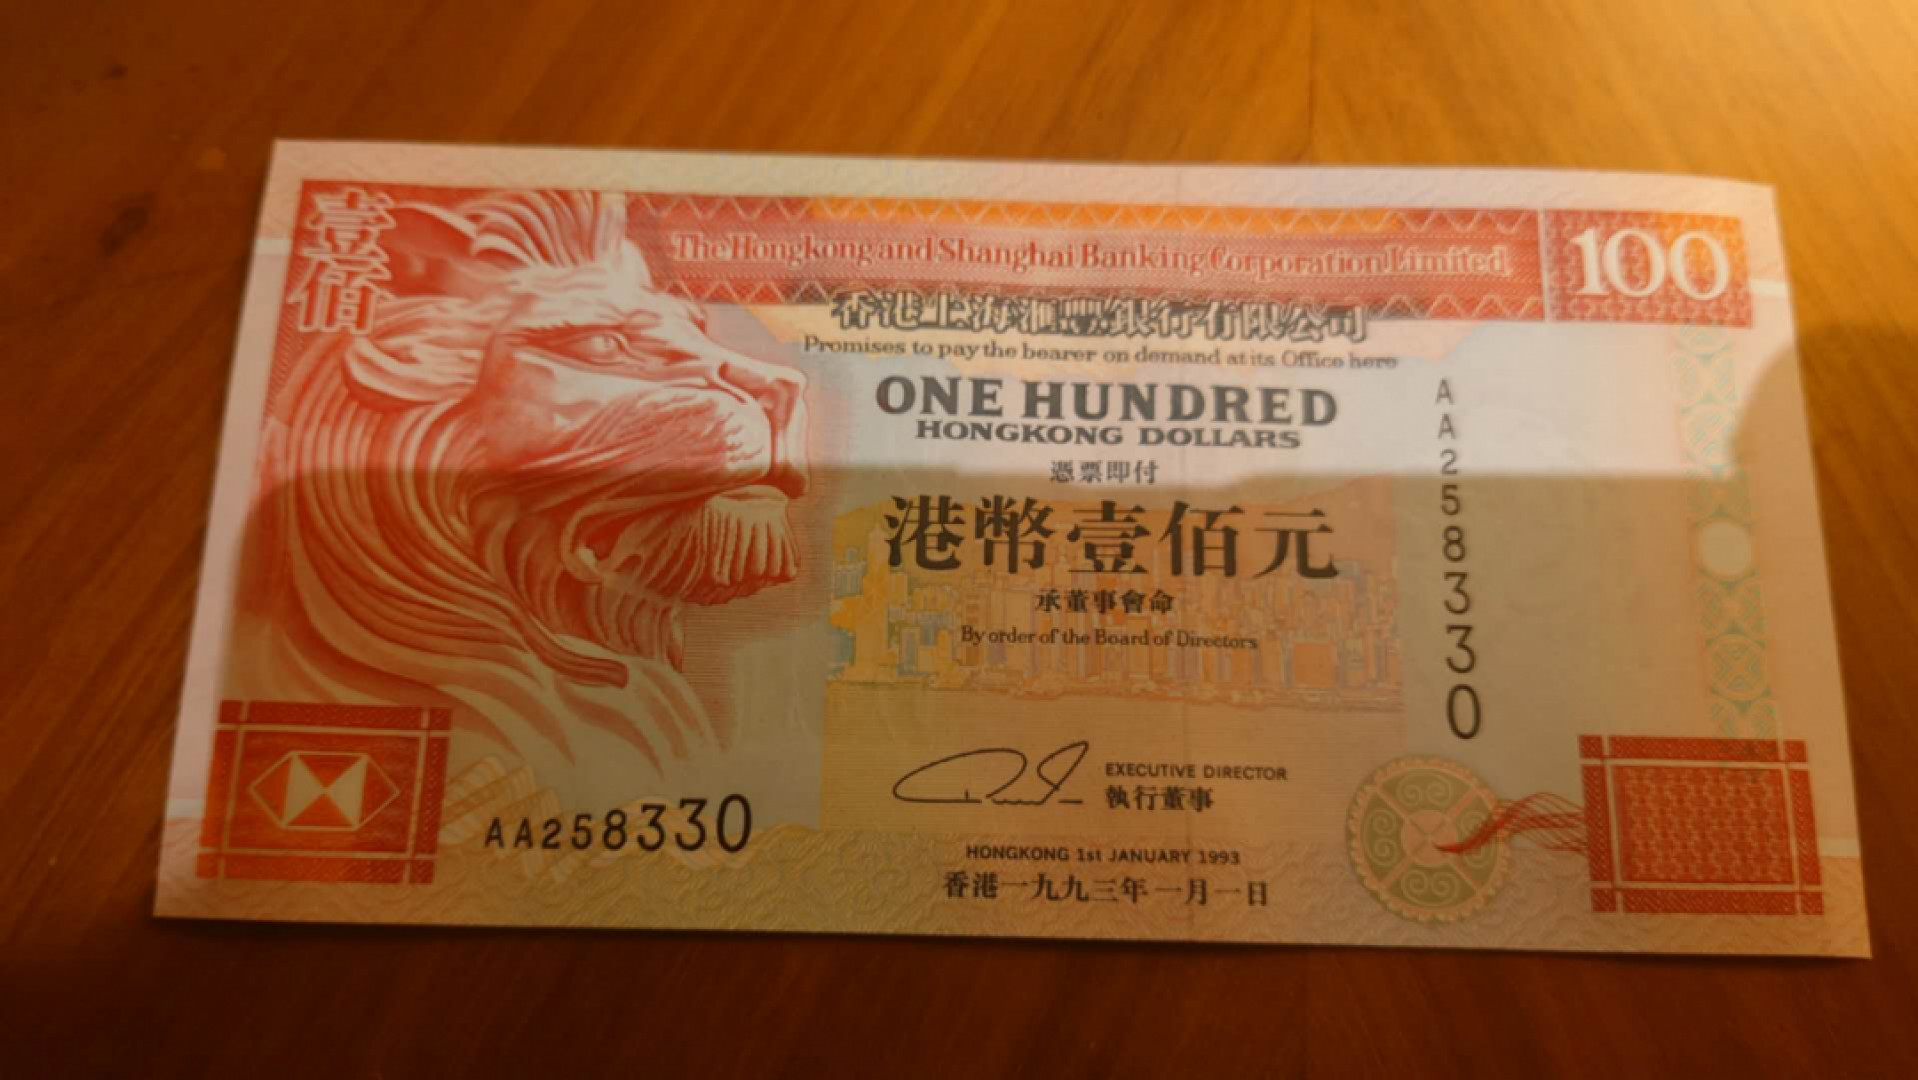 壹佰
The Hongkong and Shanghai Banking Corporation Limited
100
香港上海滙豐銀行有限公司
Promises to pay the bearer on demand at its Office here
ONE HUNDRED
HONGKONG DOLLARS
憑票即付
港幣壹佰元
承董事會命
By order of the Board of Directors
AA258330
EXECUTIVE DIRECTOR
執行董事
AA258330
HONGKONG 1st JANUARY 1993
香港一九九三年一月一日